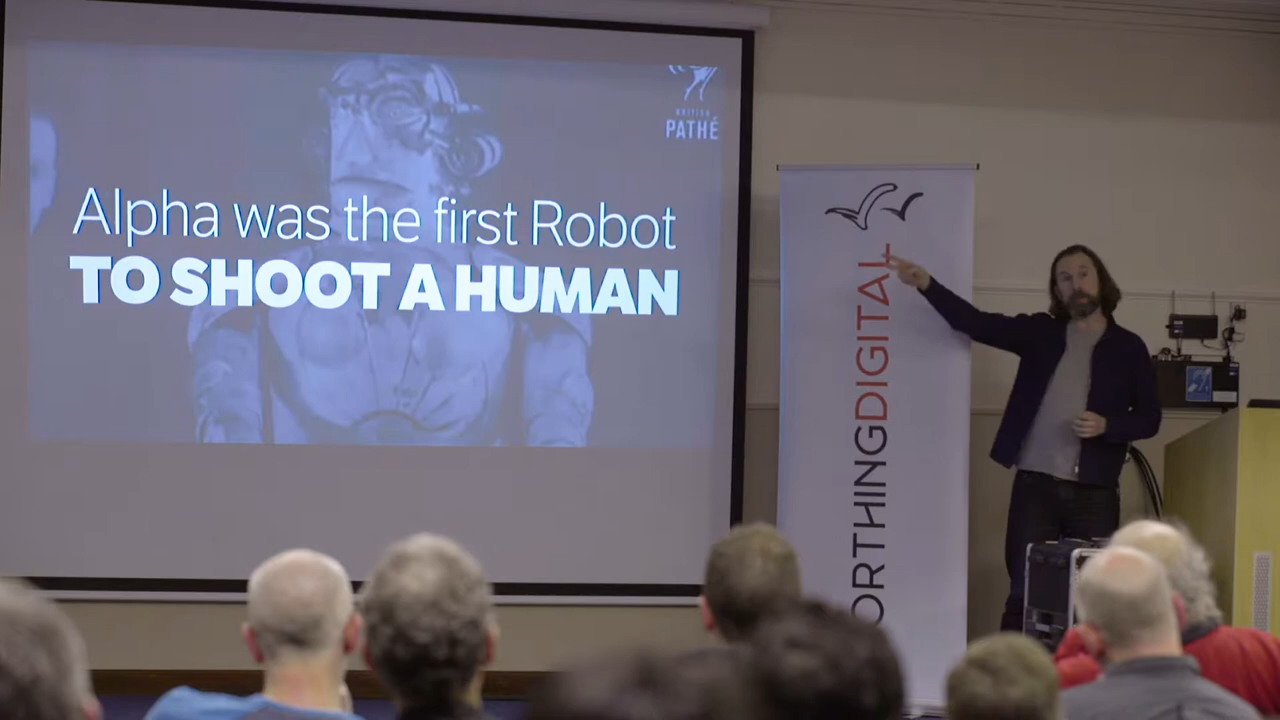 BRITISH
PATHÉ
Alpha was the first Robot
TO SHOOT A HUMAN
ORTHINGDIGITAL